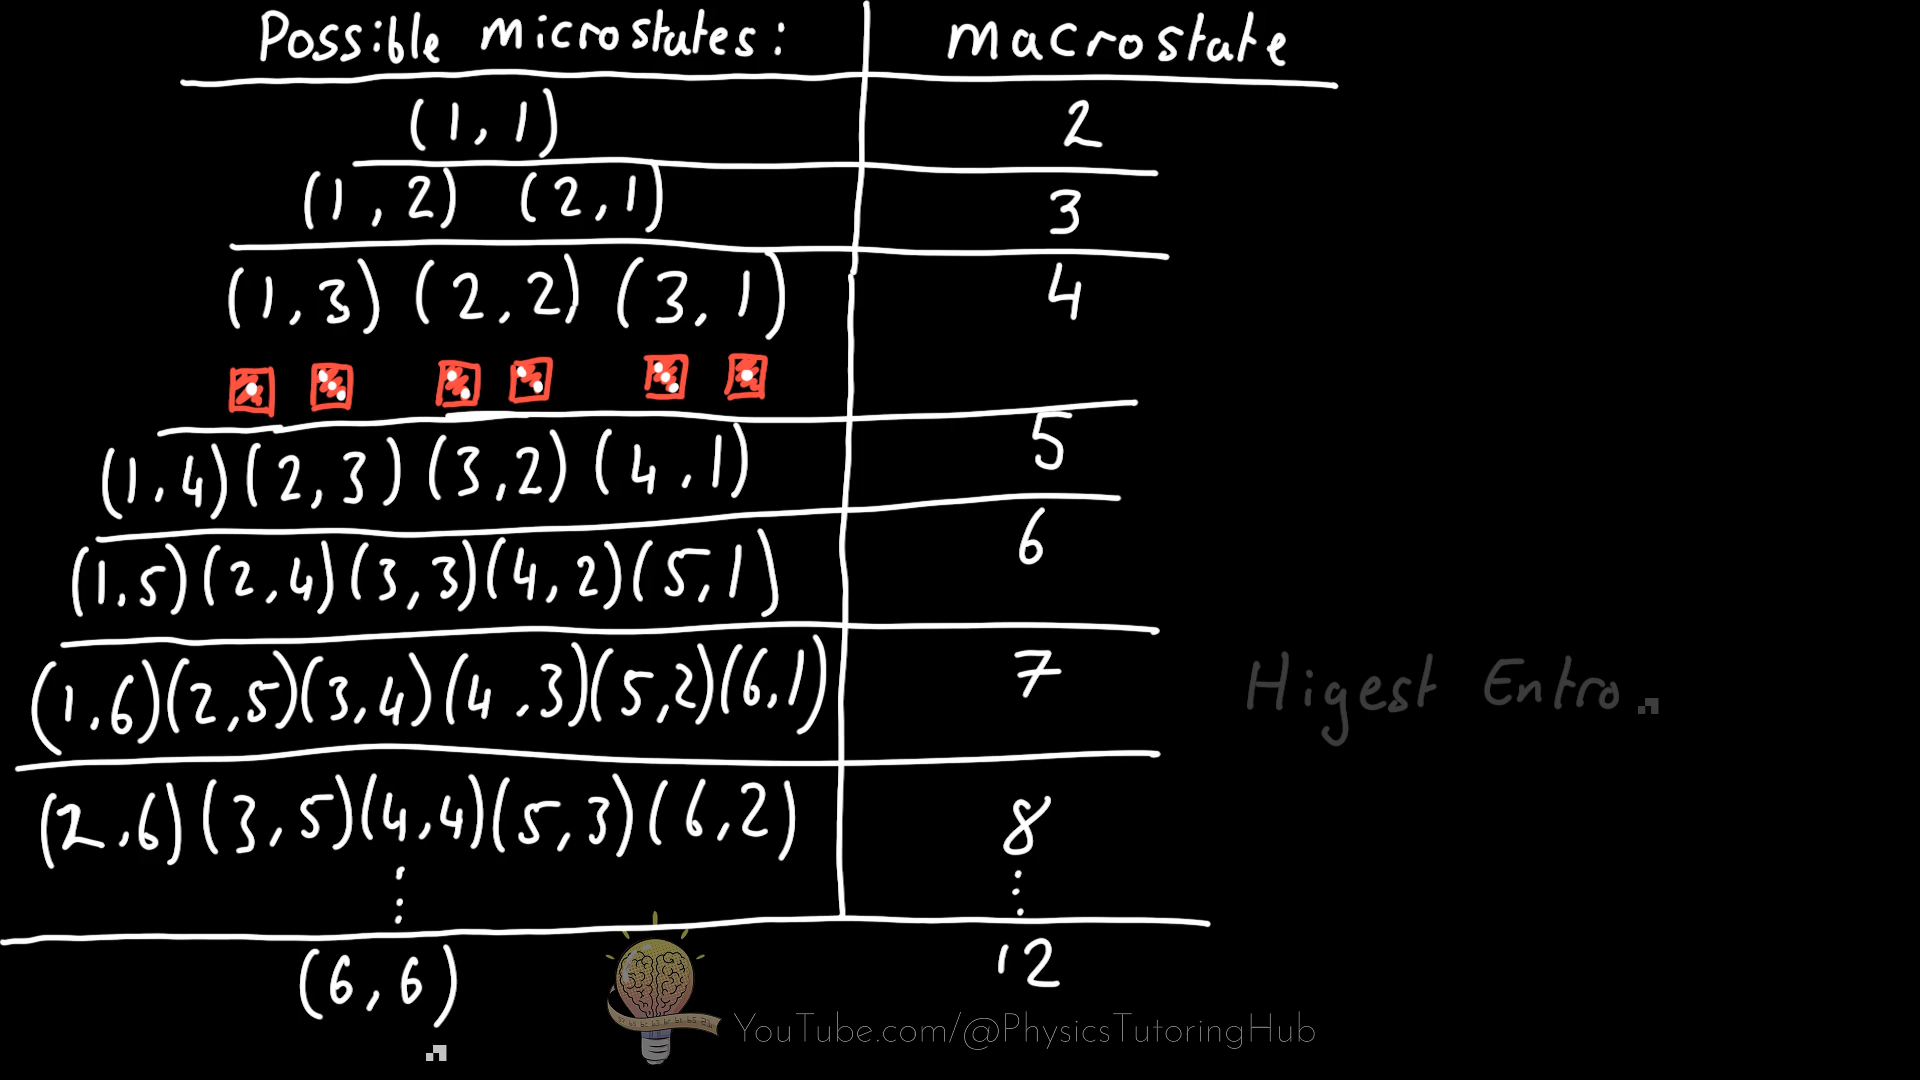 Possible microstates: macrostate
(1, 1) 2
(1, 2) (2, 1) 3
(1, 3) (2, 2) (3, 1) 4
(1, 4) (2, 3) (3, 2) (4, 1) 5
(1, 5) (2, 4) (3, 3) (4, 2) (5, 1) 6
(1, 6) (2, 5) (3, 4) (4, 3) (5, 2) (6, 1) 7 Higest Entro
(2, 6) (3, 5) (4, 4) (5, 3) (6, 2) 8
⋮ ⋮
(6, 6) 12
YouTube.com/@PhysicsTutoringHub